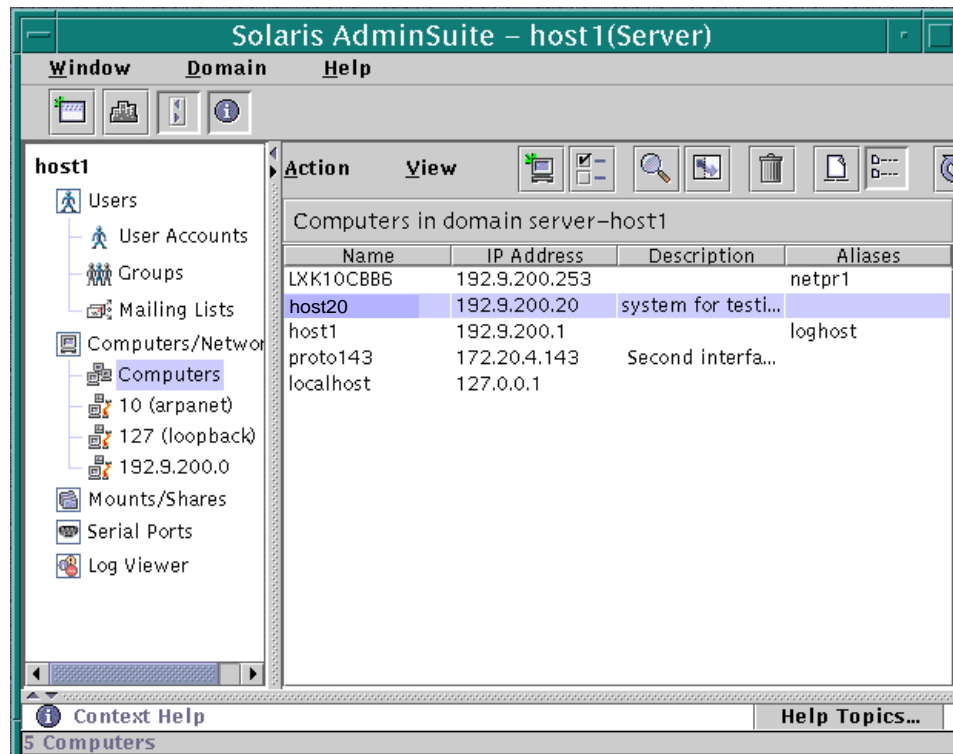 Solaris AdminSuite – host1(Server)
Window Domain Help
host1
Users
User Accounts
Groups
Mailing Lists
Computers/Networ
Computers
10 (arpanet)
127 (loopback)
192.9.200.0
Mounts/Shares
Serial Ports
Log Viewer
Action View
Computers in domain server–host1
Name IP Address Description Aliases
LXK10CBB6 192.9.200.253 netpr1
host20 192.9.200.20 system for testi...
host1 192.9.200.1 loghost
proto143 172.20.4.143 Second interfa...
localhost 127.0.0.1
Context Help Help Topics...
5 Computers